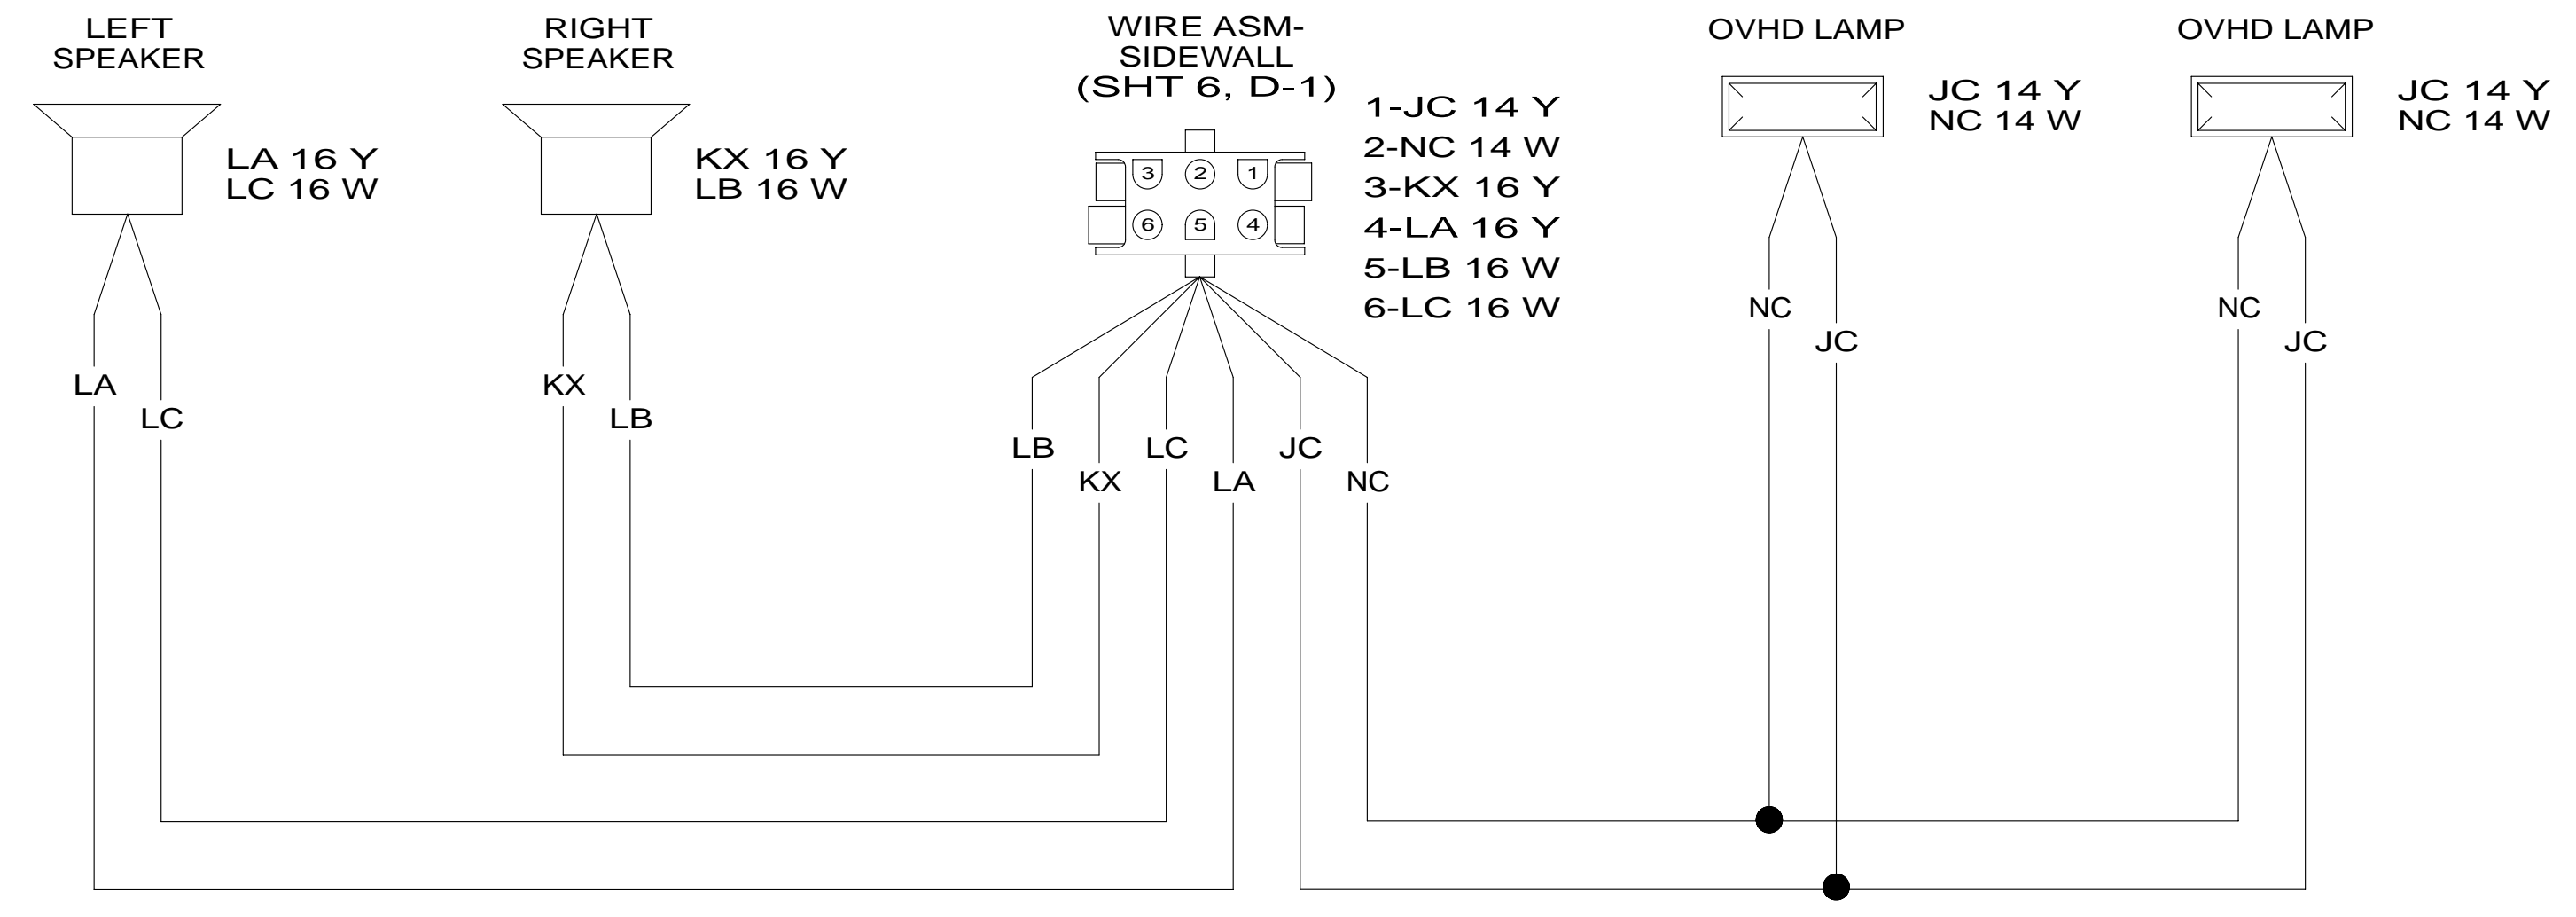 LEFT
SPEAKER
RIGHT
SPEAKER
WIRE ASM-
SIDEWALL
(SHT 6, D-1)
OVHD LAMP
OVHD LAMP
LA 16 Y
LC 16 W
KX 16 Y
LB 16 W
1-JC 14 Y
2-NC 14 W
3-KX 16 Y
4-LA 16 Y
5-LB 16 W
6-LC 16 W
JC 14 Y
NC 14 W
JC 14 Y
NC 14 W
3 2 1
6 5 4
NC
JC
NC
JC
LA
LC
KX
LB
LB
KX
LC
LA
JC
NC